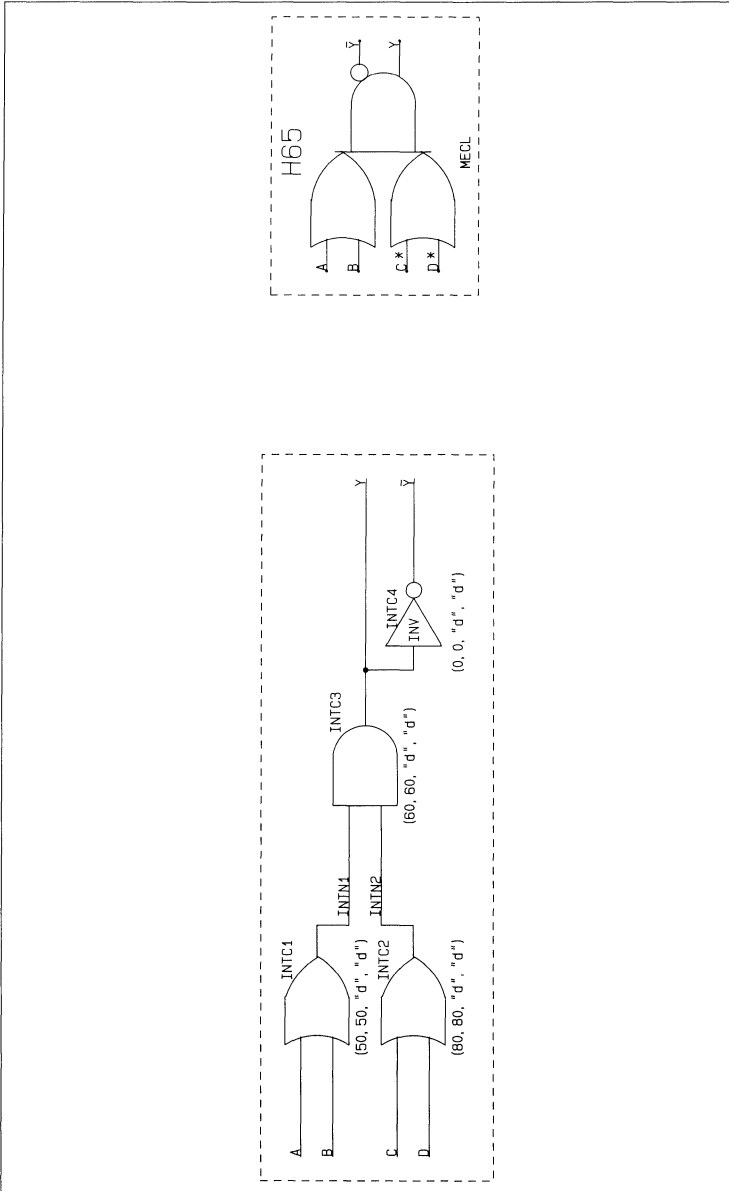 H65
A
B
C *
D *
Y̅
Y
MECL
A
B
C
D
INTC1
(50, 50, "d", "d")
INTC2
(80, 80, "d", "d")
INTN1
INTN2
INTC3
(60, 60, "d", "d")
INTC4
INV
(0, 0, "d", "d")
Y
Y̅